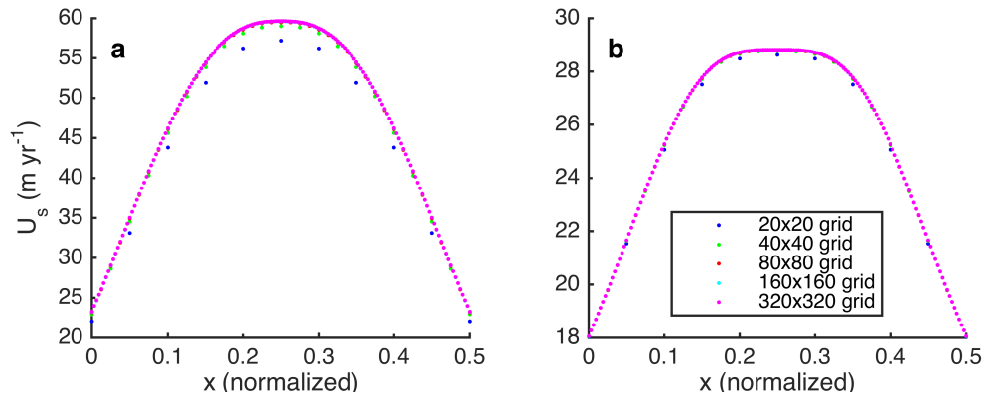 a
60
55
50
45
40
35
30
25
20
U_s (m yr^-1)
0 0.1 0.2 0.3 0.4 0.5
x (normalized)
b
30
28
26
24
22
20
18
20x20 grid
40x40 grid
80x80 grid
160x160 grid
320x320 grid
0 0.1 0.2 0.3 0.4 0.5
x (normalized)